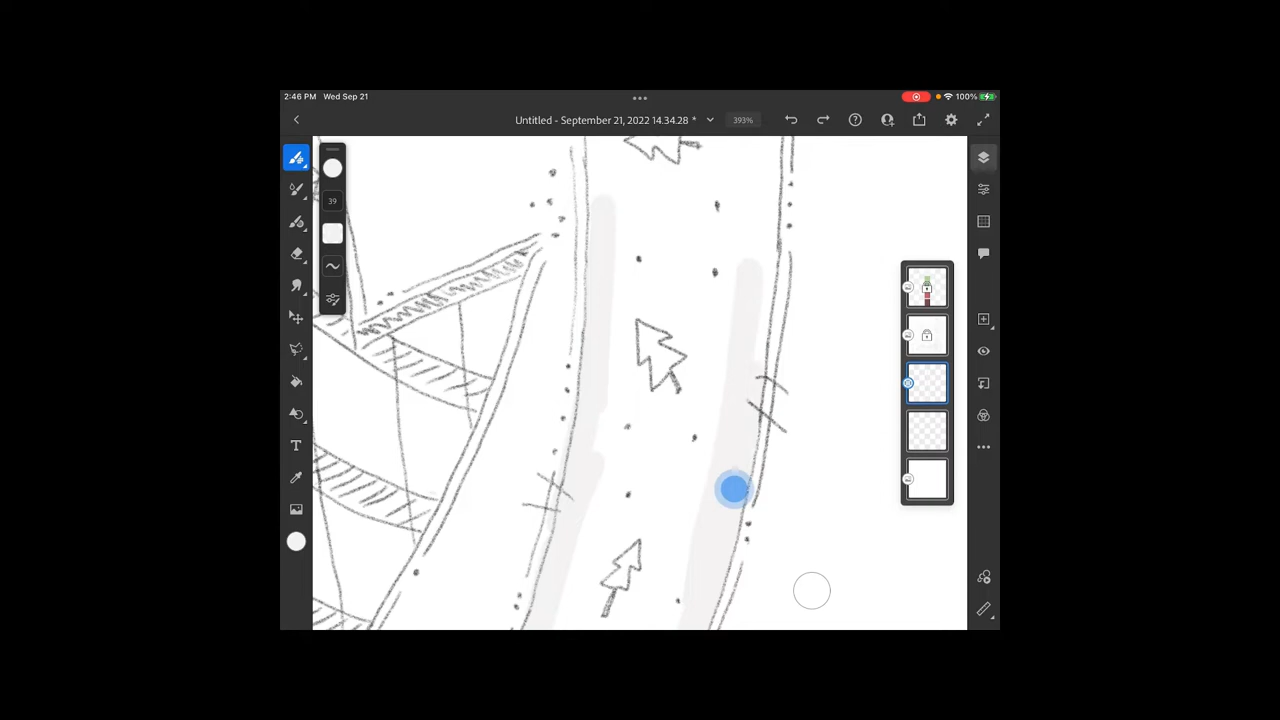 2:46 PM Wed Sep 21
100%
Untitled - September 21, 2022 14.34.28 *
393%
39
T